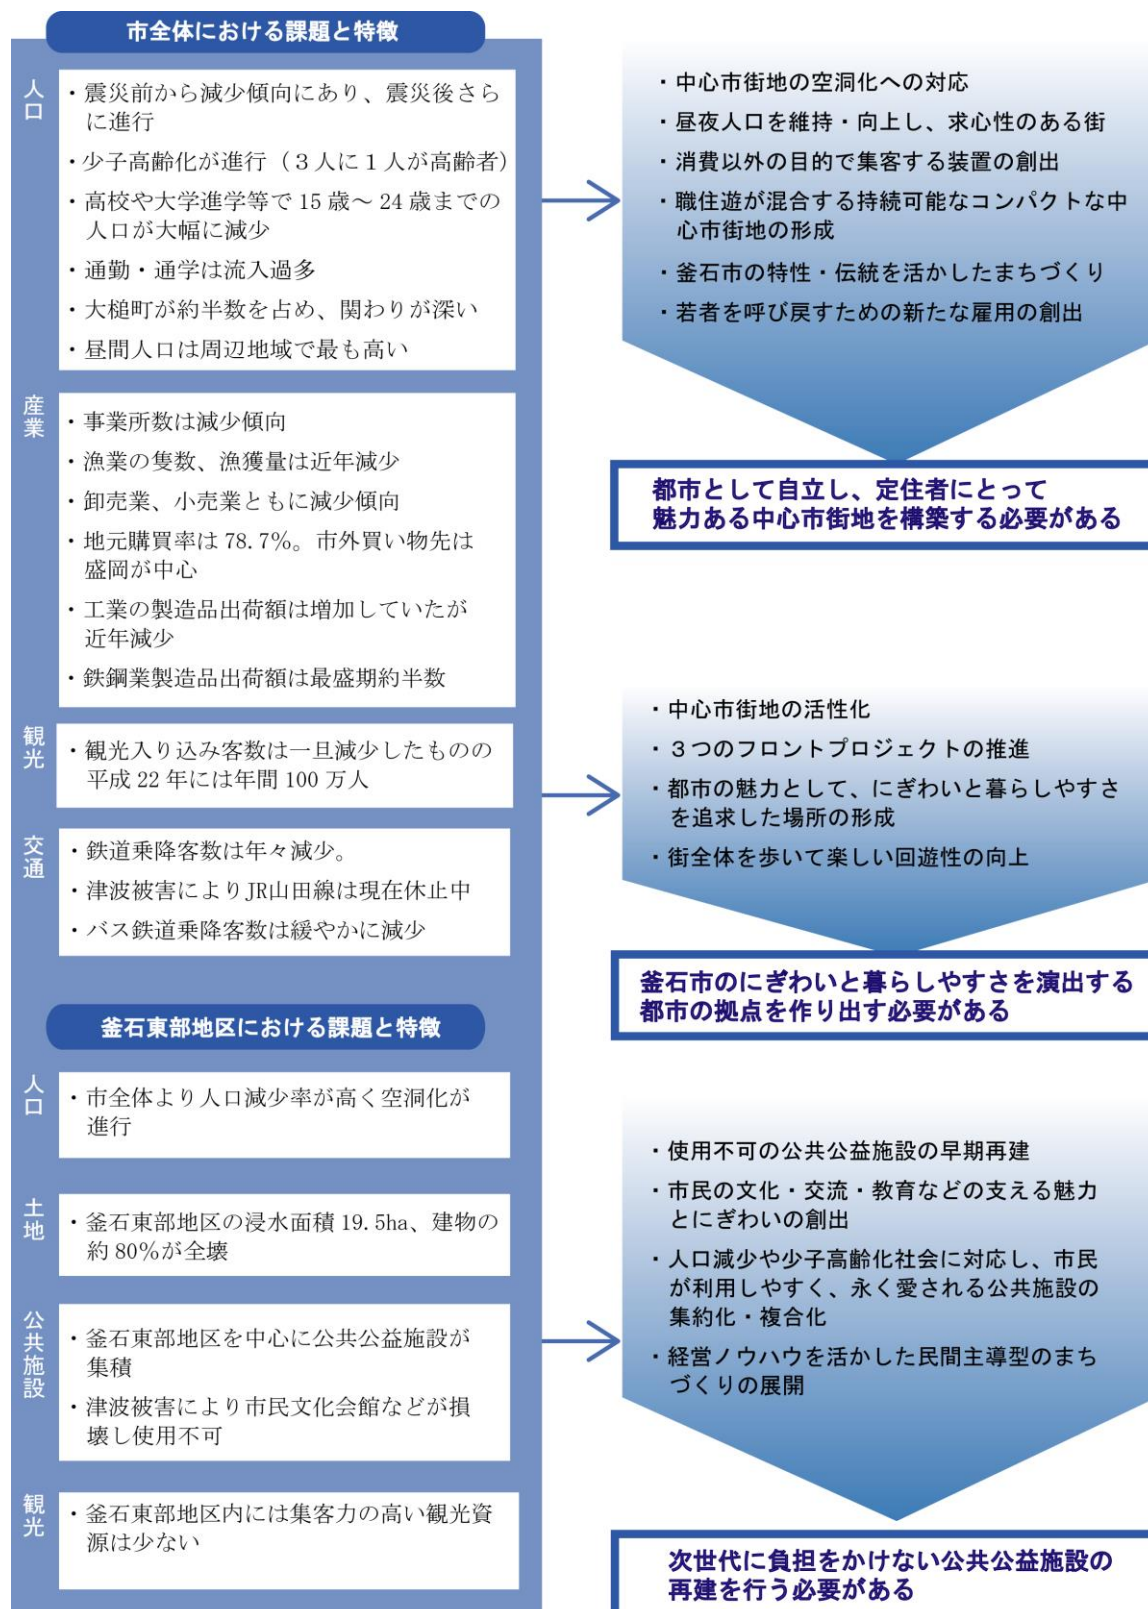 市全体における課題と特徴
人口
・震災前から減少傾向にあり、震災後さら
に進行
・少子高齢化が進行（３人に１人が高齢者）
・高校や大学進学等で 15 歳～ 24 歳までの
人口が大幅に減少
・通勤・通学は流入過多
・大槌町が約半数を占め、関わりが深い
・昼間人口は周辺地域で最も高い
産業
・事業所数は減少傾向
・漁業の隻数、漁獲量は近年減少
・卸売業、小売業ともに減少傾向
・地元購買率は 78.7％。市外買い物先は
盛岡が中心
・工業の製造品出荷額は増加していたが
近年減少
・鉄鋼業製造品出荷額は最盛期約半数
観光
・観光入り込み客数は一旦減少したものの
平成 22 年には年間 100 万人
交通
・鉄道乗降客数は年々減少。
・津波被害によりJR山田線は現在休止中
・バス鉄道乗降客数は緩やかに減少
釜石東部地区における課題と特徴
人口
・市全体より人口減少率が高く空洞化が
進行
土地
・釜石東部地区の浸水面積 19.5ha、建物の
約 80％が全壊
公共施設
・釜石東部地区を中心に公共公益施設が
集積
・津波被害により市民文化会館などが損
壊し使用不可
観光
・釜石東部地区内には集客力の高い観光資
源は少ない
・中心市街地の空洞化への対応
・昼夜人口を維持・向上し、求心性のある街
・消費以外の目的で集客する装置の創出
・職住遊が混合する持続可能なコンパクトな中
心市街地の形成
・釜石市の特性・伝統を活かしたまちづくり
・若者を呼び戻すための新たな雇用の創出
都市として自立し、定住者にとって
魅力ある中心市街地を構築する必要がある
・中心市街地の活性化
・３つのフロントプロジェクトの推進
・都市の魅力として、にぎわいと暮らしやすさ
を追求した場所の形成
・街全体を歩いて楽しい回遊性の向上
釜石市のにぎわいと暮らしやすさを演出する
都市の拠点を作り出す必要がある
・使用不可の公共公益施設の早期再建
・市民の文化・交流・教育などの支える魅力
とにぎわいの創出
・人口減少や少子高齢化社会に対応し、市民
が利用しやすく、永く愛される公共施設の
集約化・複合化
・経営ノウハウを活かした民間主導型のまち
づくりの展開
次世代に負担をかけない公共公益施設の
再建を行う必要がある